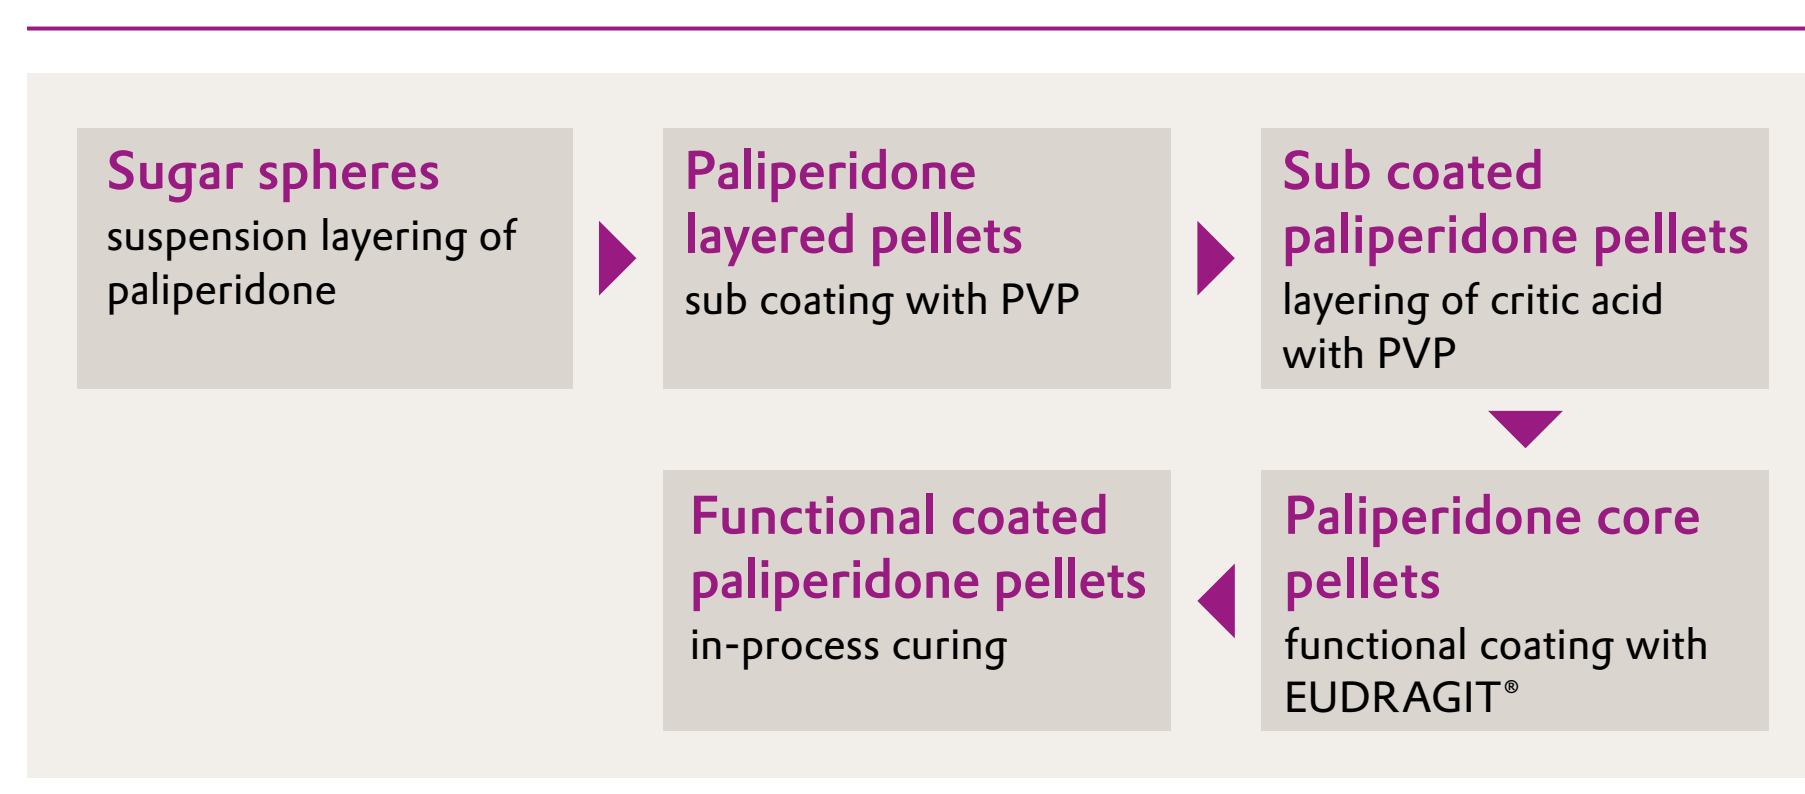 Sugar spheres
suspension layering of
paliperidone
Paliperidone
layered pellets
sub coating with PVP
Sub coated
paliperidone pellets
layering of critic acid
with PVP
Paliperidone core
pellets
functional coating with
EUDRAGIT®
Functional coated
paliperidone pellets
in-process curing